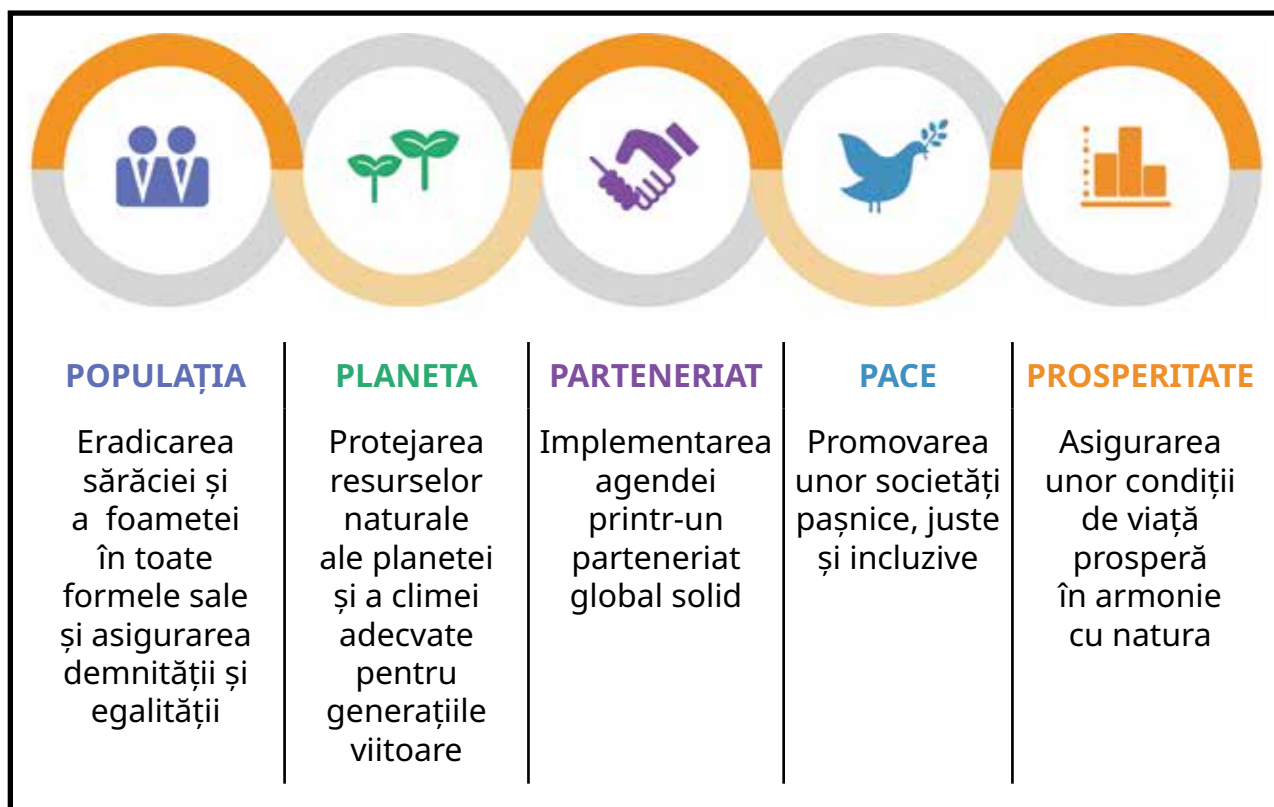 POPULAȚIA
Eradicarea
sărăciei și
a foametei
în toate
formele sale
și asigurarea
demnității și
egalității
PLANETA
Protejarea
resurselor
naturale
ale planetei
și a climei
adecvate
pentru
generațiile
viitoare
PARTENERIAT
Implementarea
agendei
printr-un
parteneriat
global solid
PACE
Promovarea
unor societăți
pașnice, juste
și incluzive
PROSPERITATE
Asigurarea
unor condiții
de viață
prosperă
în armonie
cu natura